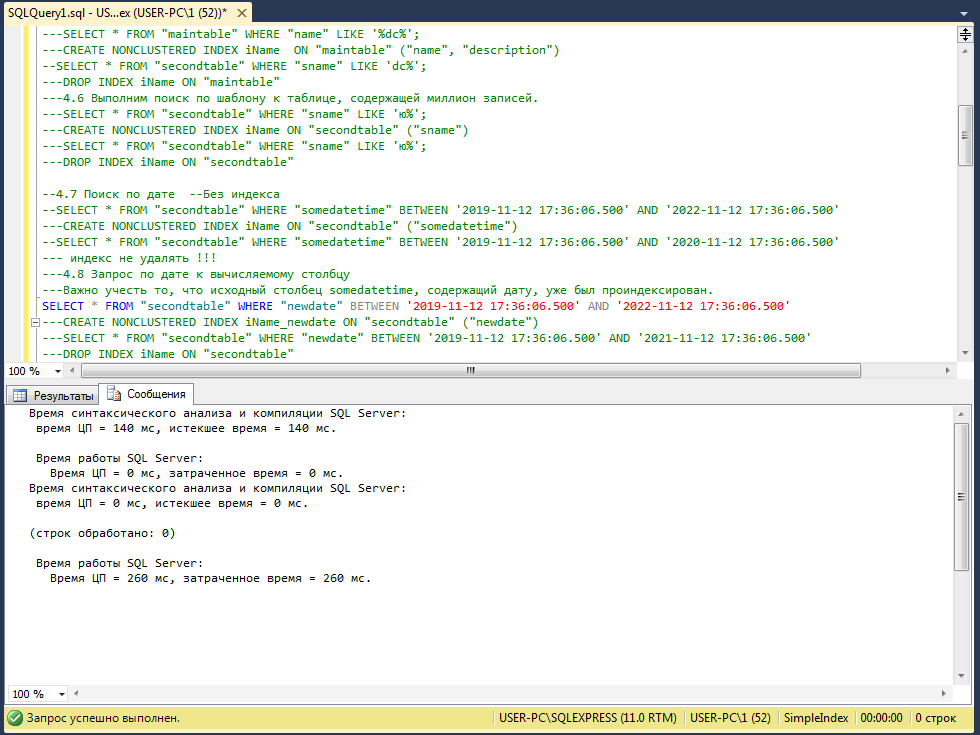 SQLQuery1.sql - US...ex (USER-PC\1 (52))*
---SELECT * FROM "maintable" WHERE "name" LIKE '%dc%';
---CREATE NONCLUSTERED INDEX iName  ON "maintable" ("name", "description")
--SELECT * FROM "secondtable" WHERE "sname" LIKE 'dc%';
---DROP INDEX iName ON "maintable"
---4.6 Выполним поиск по шаблону к таблице, содержащей миллион записей.
---SELECT * FROM "secondtable" WHERE "sname" LIKE 'ю%';
---CREATE NONCLUSTERED INDEX iName ON "secondtable" ("sname")
---SELECT * FROM "secondtable" WHERE "sname" LIKE 'ю%';
---DROP INDEX iName ON "secondtable"
--4.7 Поиск по дате  --Без индекса
--SELECT * FROM "secondtable" WHERE "somedatetime" BETWEEN '2019-11-12 17:36:06.500' AND '2022-11-12 17:36:06.500'
---CREATE NONCLUSTERED INDEX iName ON "secondtable" ("somedatetime")
--SELECT * FROM "secondtable" WHERE "somedatetime" BETWEEN '2019-11-12 17:36:06.500' AND '2020-11-12 17:36:06.500'
--- индекс не удалять !!!
---4.8 Запрос по дате к вычисляемому столбцу
---Важно учесть то, что исходный столбец somedatetime, содержащий дату, уже был проиндексирован.
SELECT * FROM "secondtable" WHERE "newdate" BETWEEN '2019-11-12 17:36:06.500' AND '2022-11-12 17:36:06.500'
---CREATE NONCLUSTERED INDEX iName_newdate ON "secondtable" ("newdate")
---SELECT * FROM "secondtable" WHERE "newdate" BETWEEN '2019-11-12 17:36:06.500' AND '2021-11-12 17:36:06.500'
---DROP INDEX iName ON "secondtable"
100 %
Результаты Сообщения
Время синтаксического анализа и компиляции SQL Server:
время ЦП = 140 мс, истекшее время = 140 мс.
Время работы SQL Server:
Время ЦП = 0 мс, затраченное время = 0 мс.
Время синтаксического анализа и компиляции SQL Server:
время ЦП = 0 мс, истекшее время = 0 мс.
(строк обработано: 0)
Время работы SQL Server:
Время ЦП = 260 мс, затраченное время = 260 мс.
100 %
Запрос успешно выполнен. USER-PC\SQLEXPRESS (11.0 RTM) USER-PC\1 (52) SimpleIndex 00:00:00 0 строк